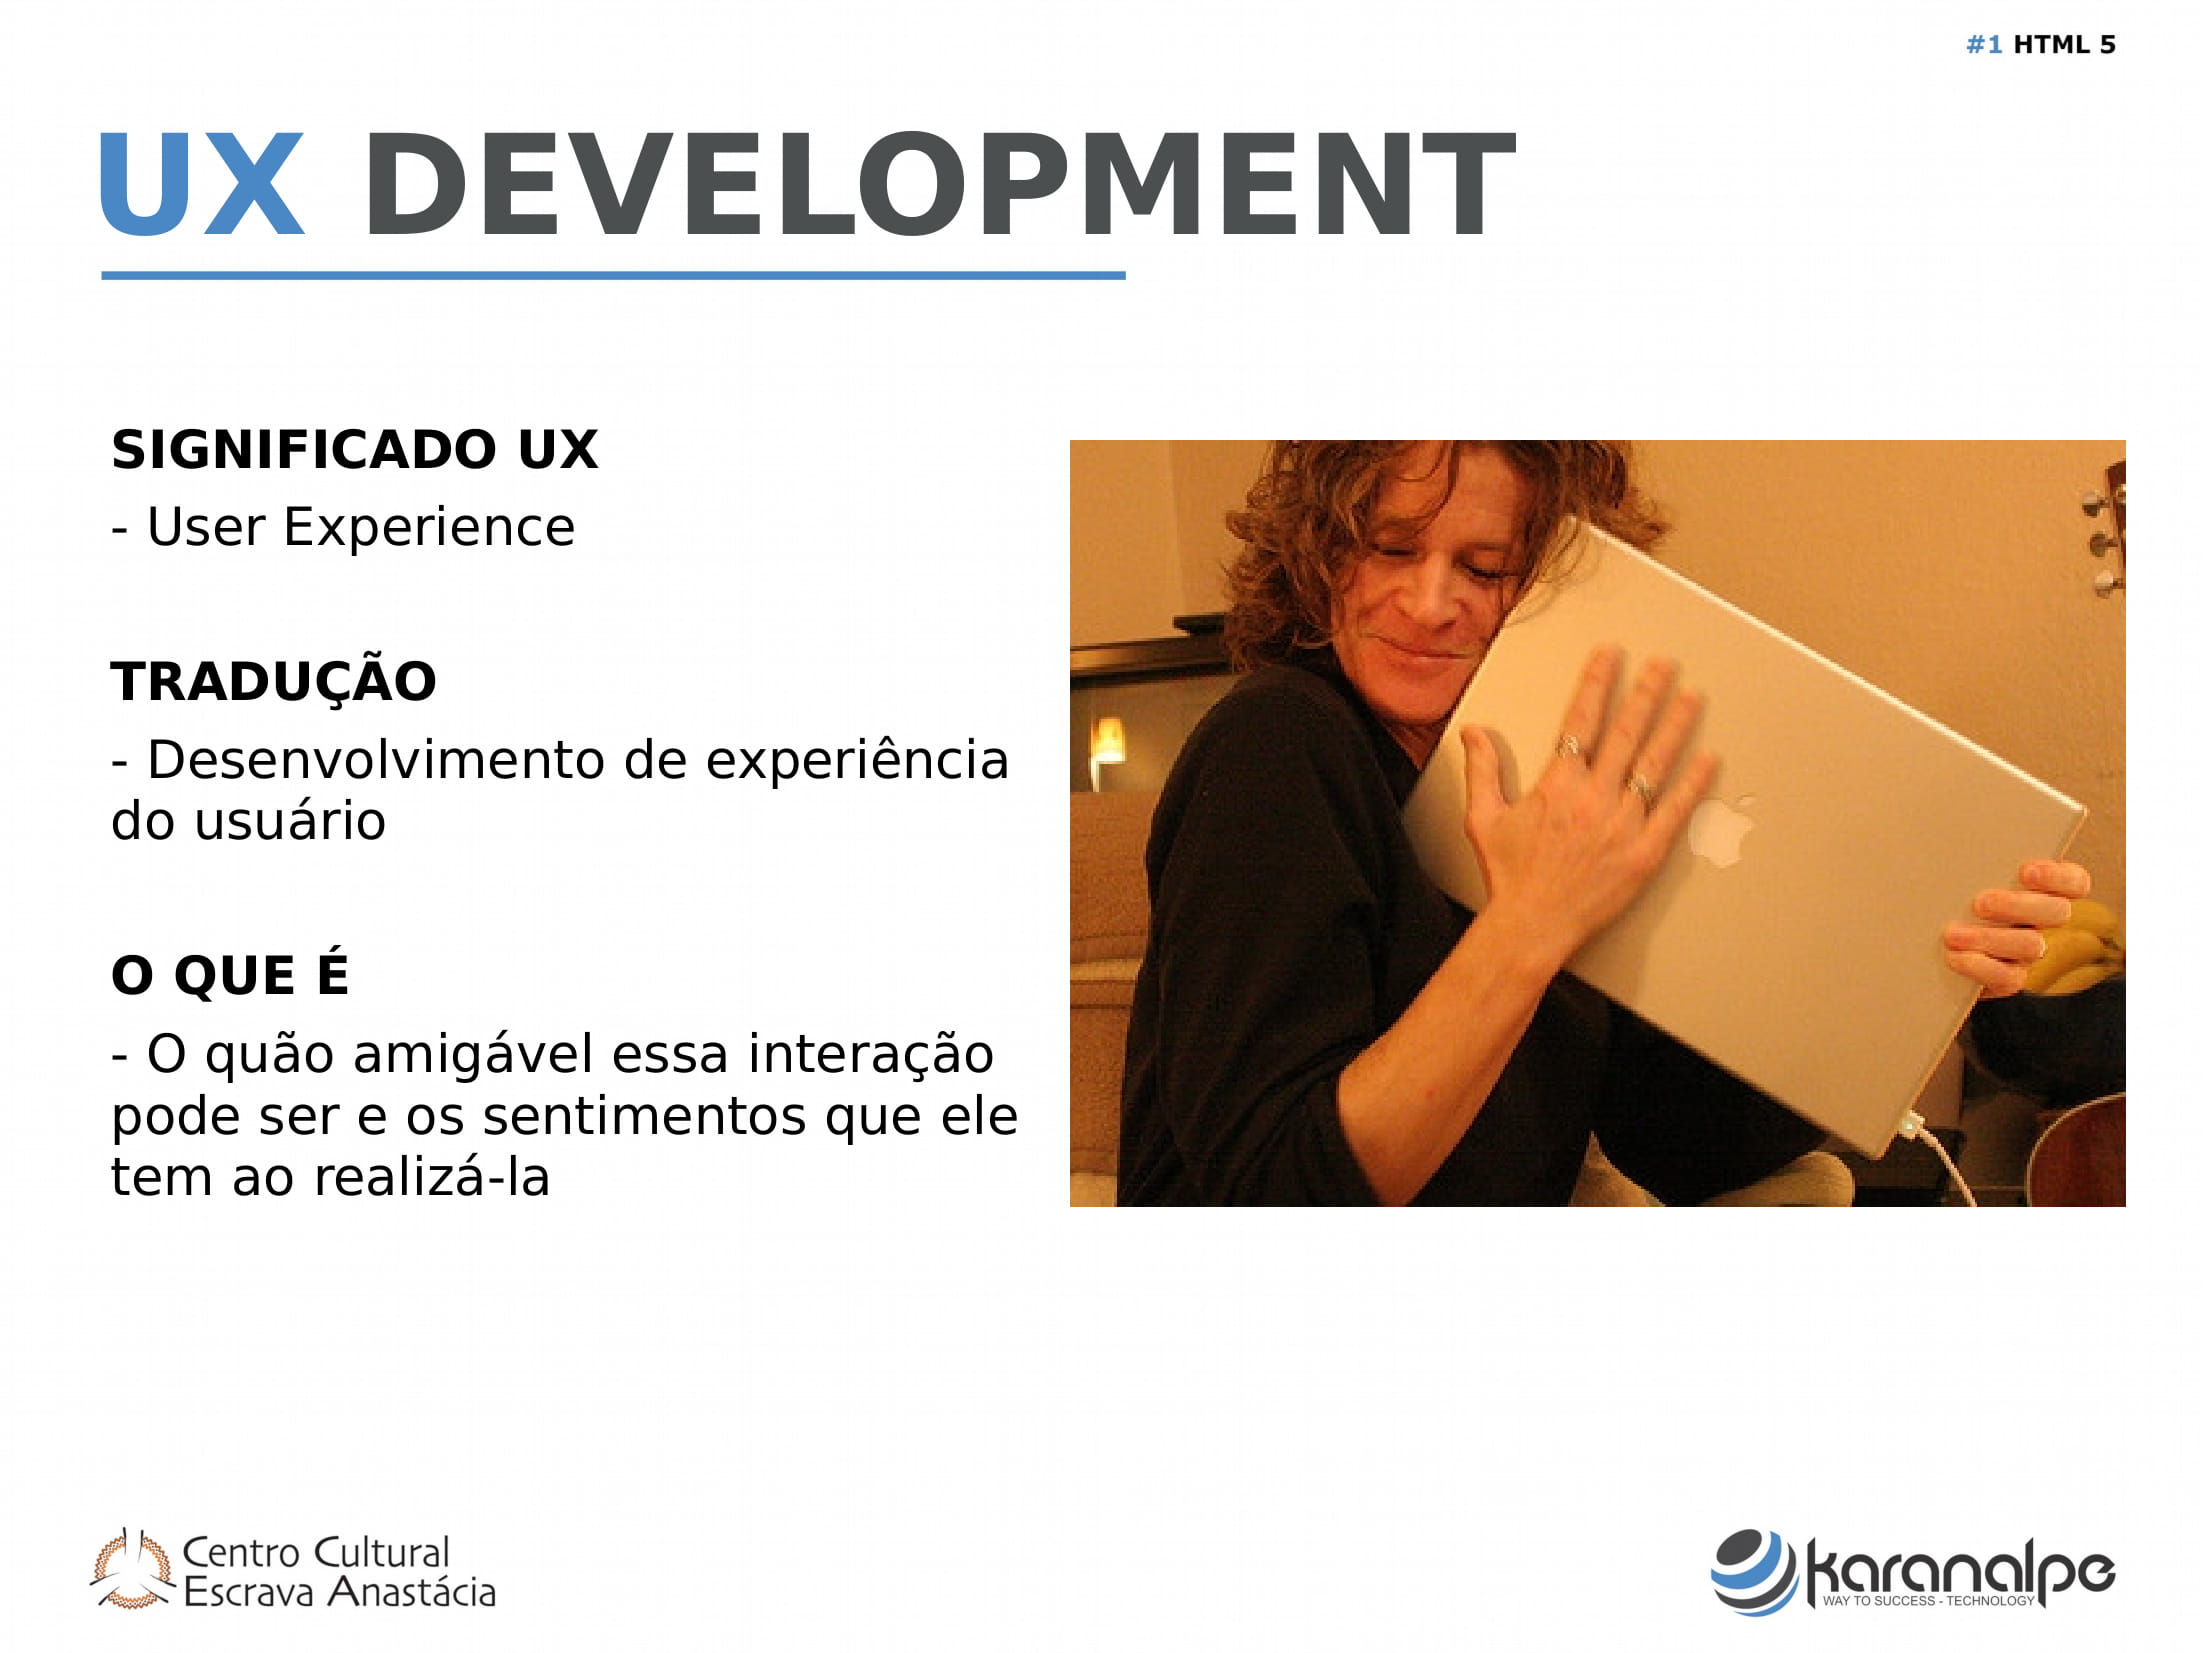 #1 HTML 5
UX DEVELOPMENT
SIGNIFICADO UX
- User Experience
TRADUÇÃO
- Desenvolvimento de experiência
do usuário
O QUE É
- O quão amigável essa interação
pode ser e os sentimentos que ele
tem ao realizá-la
Centro Cultural
Escrava Anastácia
karanalpe
WAY TO SUCCESS - TECHNOLOGY